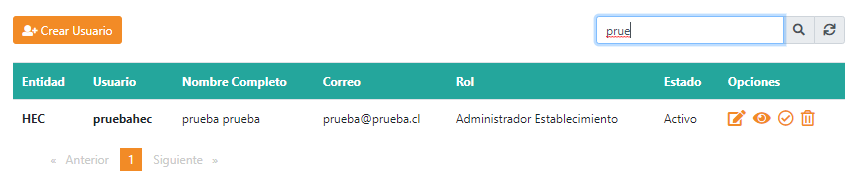 Crear Usuario
prue
Entidad Usuario Nombre Completo Correo Rol Estado Opciones
HEC pruebahec prueba prueba prueba@prueba.cl Administrador Establecimiento Activo
« Anterior 1 Siguiente »